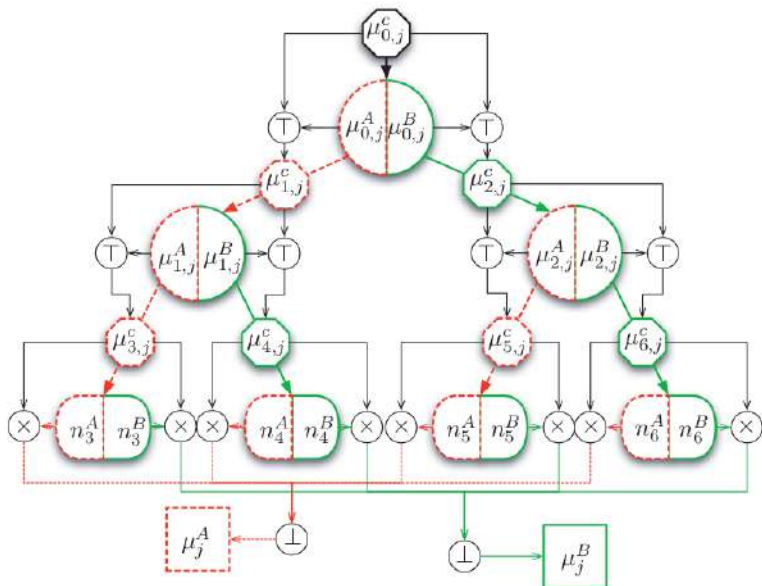 μ^c_{0,j}
⊤ μ^A_{0,j} μ^B_{0,j} ⊤
μ^c_{1,j} μ^c_{2,j}
⊤ μ^A_{1,j} μ^B_{1,j} ⊤ ⊤ μ^A_{2,j} μ^B_{2,j} ⊤
μ^c_{3,j} μ^c_{4,j} μ^c_{5,j} μ^c_{6,j}
× n^A_3 n^B_3 × × n^A_4 n^B_4 × × n^A_5 n^B_5 × × n^A_6 n^B_6 ×
μ^A_j ⊥ ⊥ μ^B_j